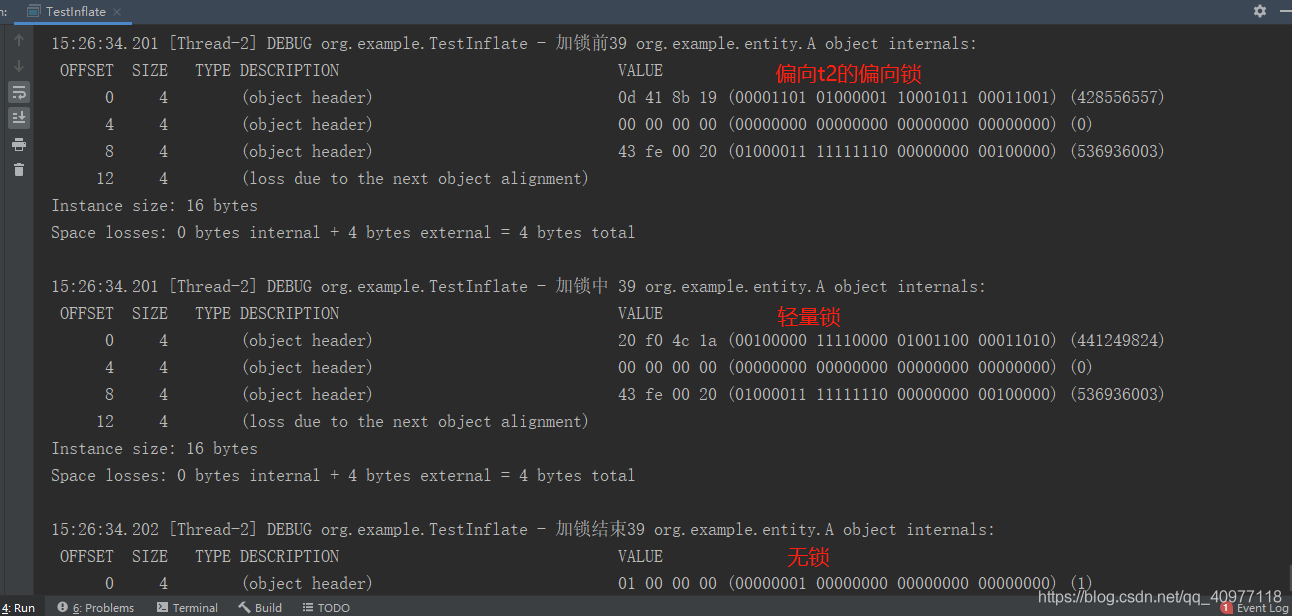 n: TestInflate ×
15:26:34.201 [Thread-2] DEBUG org.example.TestInflate - 加锁前39 org.example.entity.A object internals:
OFFSET SIZE TYPE DESCRIPTION VALUE 偏向t2的偏向锁
0 4 (object header) 0d 41 8b 19 (00001101 01000001 10001011 00011001) (428556557)
4 4 (object header) 00 00 00 00 (00000000 00000000 00000000 00000000) (0)
8 4 (object header) 43 fe 00 20 (01000011 11111110 00000000 00100000) (536936003)
12 4 (loss due to the next object alignment)
Instance size: 16 bytes
Space losses: 0 bytes internal + 4 bytes external = 4 bytes total
15:26:34.201 [Thread-2] DEBUG org.example.TestInflate - 加锁中 39 org.example.entity.A object internals:
OFFSET SIZE TYPE DESCRIPTION VALUE 轻量锁
0 4 (object header) 20 f0 4c 1a (00100000 11110000 01001100 00011010) (441249824)
4 4 (object header) 00 00 00 00 (00000000 00000000 00000000 00000000) (0)
8 4 (object header) 43 fe 00 20 (01000011 11111110 00000000 00100000) (536936003)
12 4 (loss due to the next object alignment)
Instance size: 16 bytes
Space losses: 0 bytes internal + 4 bytes external = 4 bytes total
15:26:34.202 [Thread-2] DEBUG org.example.TestInflate - 加锁结束39 org.example.entity.A object internals:
OFFSET SIZE TYPE DESCRIPTION VALUE 无锁
0 4 (object header) 01 00 00 00 (00000001 00000000 00000000 00000000) (1)
https://blog.csdn.net/qq_40977118
4: Run 6: Problems Terminal Build TODO 1 Event Log